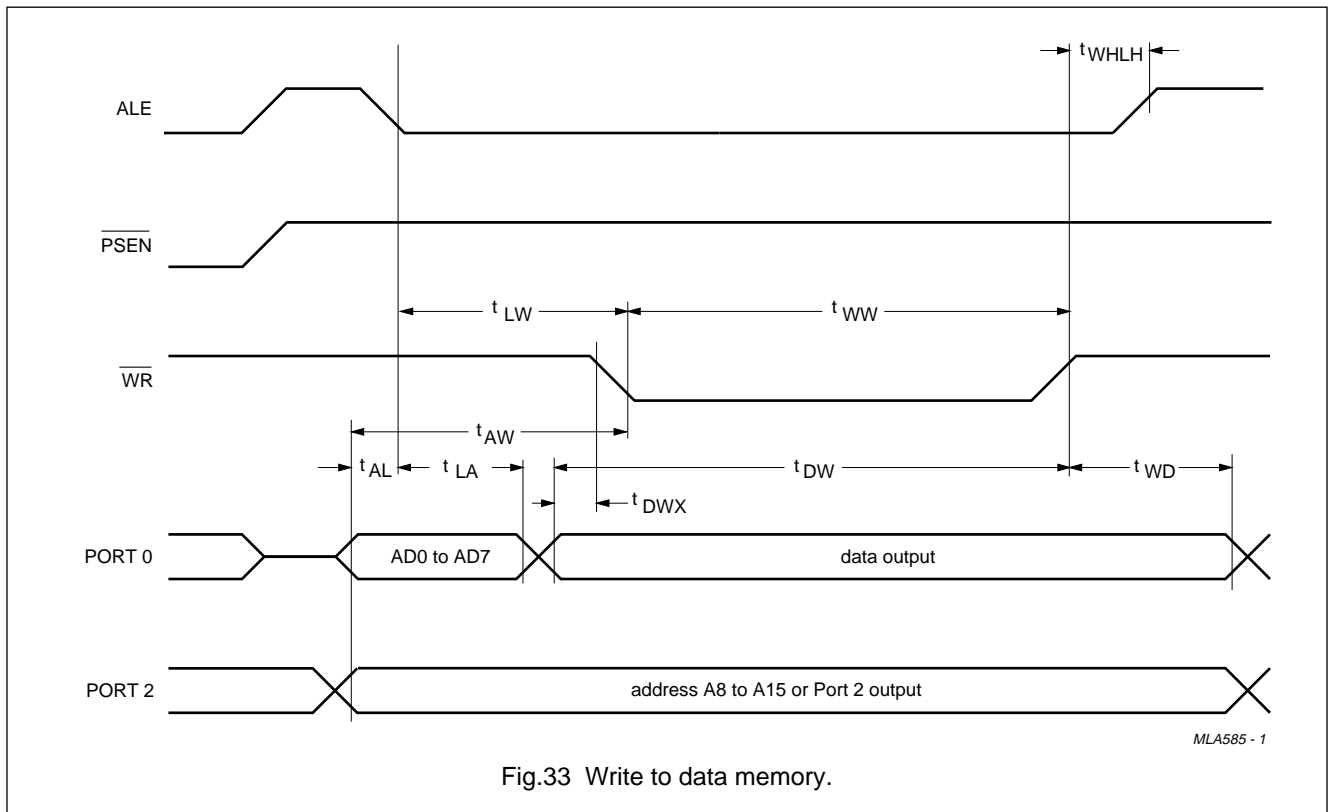 t WHLH
ALE
PSEN
t LW
t WW
WR
t AW
t AL
t LA
t DW
t WD
t DWX
PORT 0
AD0 to AD7
data output
PORT 2
address A8 to A15 or Port 2 output
MLA585 - 1
Fig.33 Write to data memory.